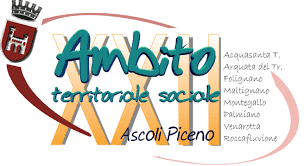 XXII
Ambito
territoriale sociale
Ascoli Piceno
Acquasanta T.
Arquata del Tr.
Folignano
Maltignano
Montegallo
Palmiano
Venarotta
Roccafluvione